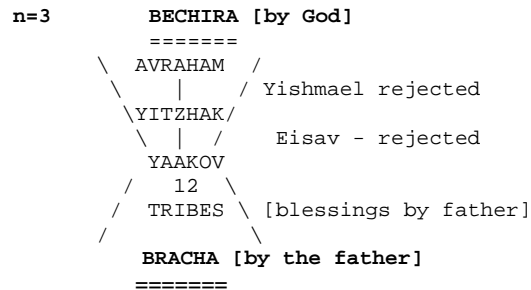 n=3 BECHIRA [by God]
=======
\ AVRAHAM /
\ | / Yishmael rejected
\YITZHAK/
\ | / Eisav - rejected
YAAKOV
/ 12 \
/ TRIBES \ [blessings by father]
/ \
BRACHA [by the father]
=======